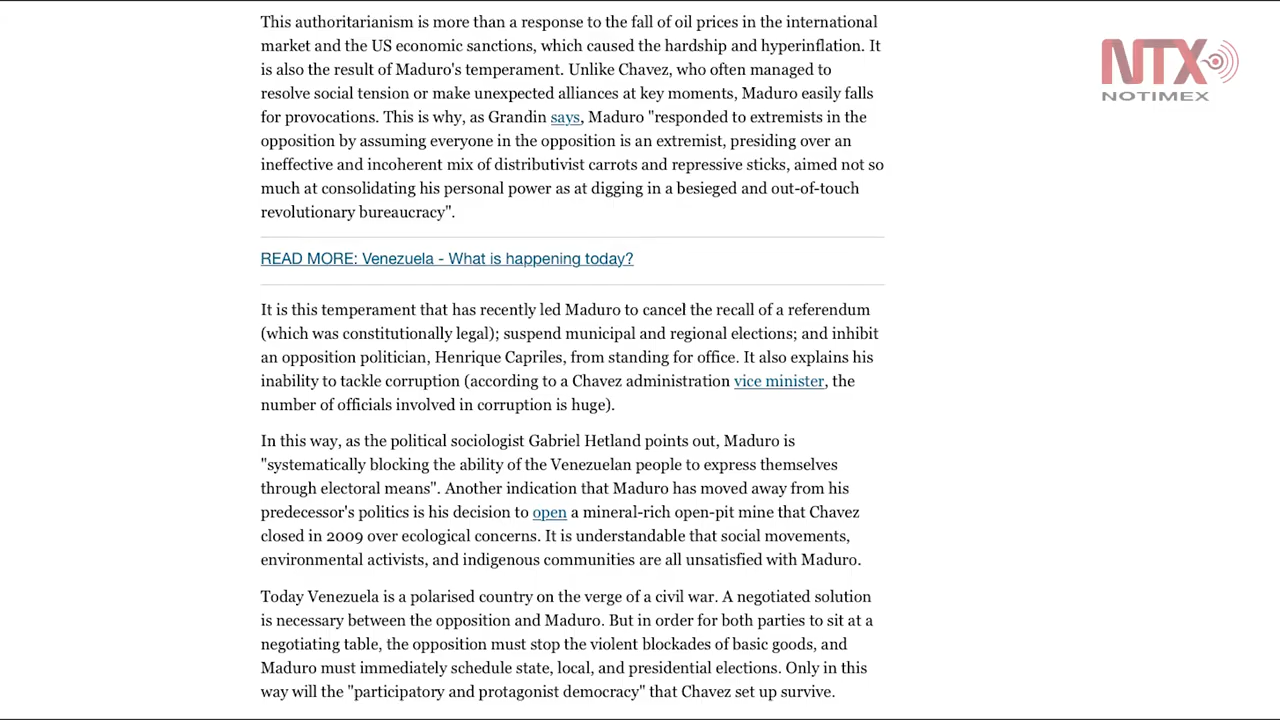 This authoritarianism is more than a response to the fall of oil prices in the international
market and the US economic sanctions, which caused the hardship and hyperinflation. It
is also the result of Maduro's temperament. Unlike Chavez, who often managed to
resolve social tension or make unexpected alliances at key moments, Maduro easily falls
for provocations. This is why, as Grandin says, Maduro "responded to extremists in the
opposition by assuming everyone in the opposition is an extremist, presiding over an
ineffective and incoherent mix of distributivist carrots and repressive sticks, aimed not so
much at consolidating his personal power as at digging in a besieged and out-of-touch
revolutionary bureaucracy".
READ MORE: Venezuela - What is happening today?
It is this temperament that has recently led Maduro to cancel the recall of a referendum
(which was constitutionally legal); suspend municipal and regional elections; and inhibit
an opposition politician, Henrique Capriles, from standing for office. It also explains his
inability to tackle corruption (according to a Chavez administration vice minister, the
number of officials involved in corruption is huge).
In this way, as the political sociologist Gabriel Hetland points out, Maduro is
"systematically blocking the ability of the Venezuelan people to express themselves
through electoral means". Another indication that Maduro has moved away from his
predecessor's politics is his decision to open a mineral-rich open-pit mine that Chavez
closed in 2009 over ecological concerns. It is understandable that social movements,
environmental activists, and indigenous communities are all unsatisfied with Maduro.
Today Venezuela is a polarised country on the verge of a civil war. A negotiated solution
is necessary between the opposition and Maduro. But in order for both parties to sit at a
negotiating table, the opposition must stop the violent blockades of basic goods, and
Maduro must immediately schedule state, local, and presidential elections. Only in this
way will the "participatory and protagonist democracy" that Chavez set up survive.
NTX
NOTIMEX